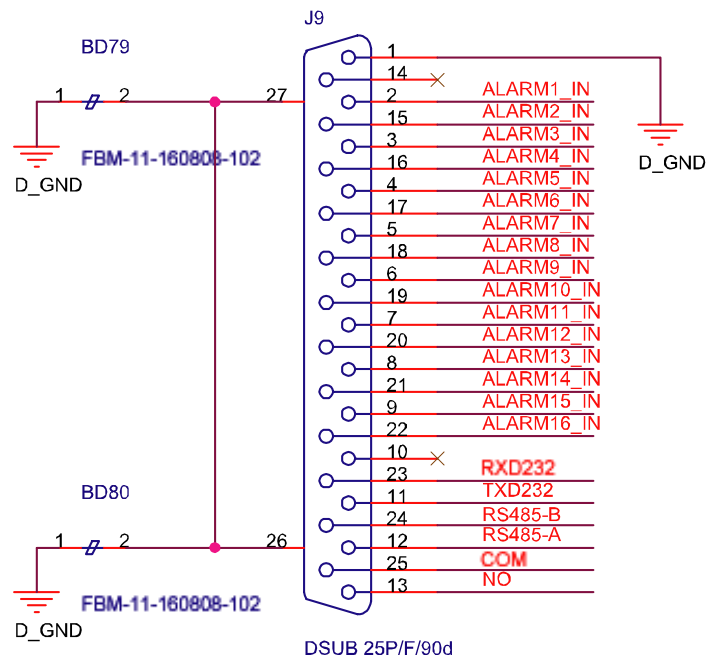 J9
BD79
1
14
1 2
27
2 ALARM1_IN
15 ALARM2_IN
D_GND
FBM-11-160808-102
3 ALARM3_IN
16 ALARM4_IN
D_GND
4 ALARM5_IN
17 ALARM6_IN
5 ALARM7_IN
18 ALARM8_IN
6 ALARM9_IN
19 ALARM10_IN
7 ALARM11_IN
20 ALARM12_IN
8 ALARM13_IN
21 ALARM14_IN
9 ALARM15_IN
22 ALARM16_IN
10
23 RXD232
BD80
11 TXD232
24 RS485-B
1 2
26
12 RS485-A
25 COM
13 NO
FBM-11-160808-102
D_GND
DSUB 25P/F/90d